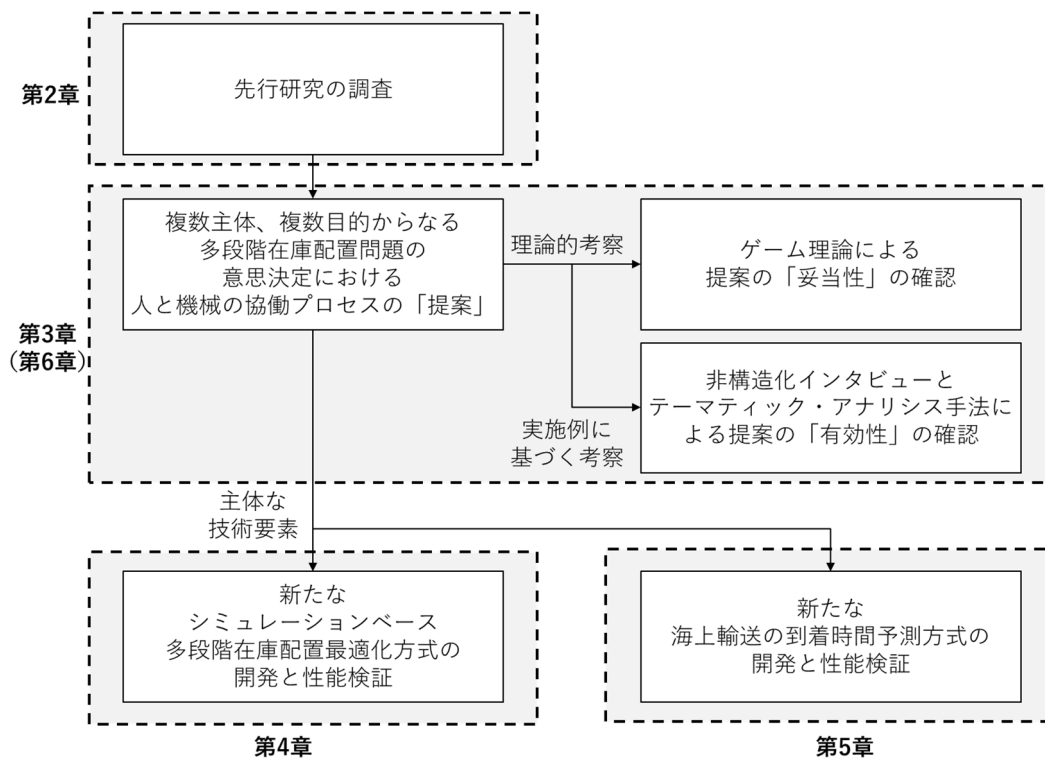 第2章
先行研究の調査
第3章
(第6章)
複数主体、複数目的からなる
多段階在庫配置問題の
意思決定における
人と機械の協働プロセスの「提案」
理論的考察
ゲーム理論による
提案の「妥当性」の確認
実施例に
基づく考察
非構造化インタビューと
テーマティック・アナリシス手法に
よる提案の「有効性」の確認
主体な
技術要素
新たな
シミュレーションベース
多段階在庫配置最適化方式の
開発と性能検証
第4章
新たな
海上輸送の到着時間予測方式の
開発と性能検証
第5章